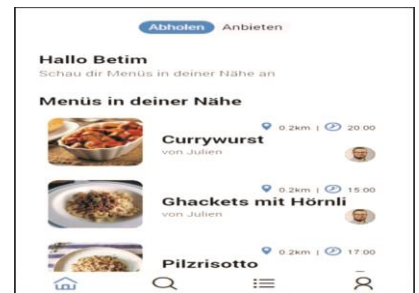 Abholen Anbieten
Hallo Betim
Schau dir Menüs in deiner Nähe an
Menüs in deiner Nähe
0.2km | 20:00
Currywurst
von Julien
0.2km | 15:00
Ghackets mit Hörnli
von Julien
0.2km | 17:00
Pilzrisotto